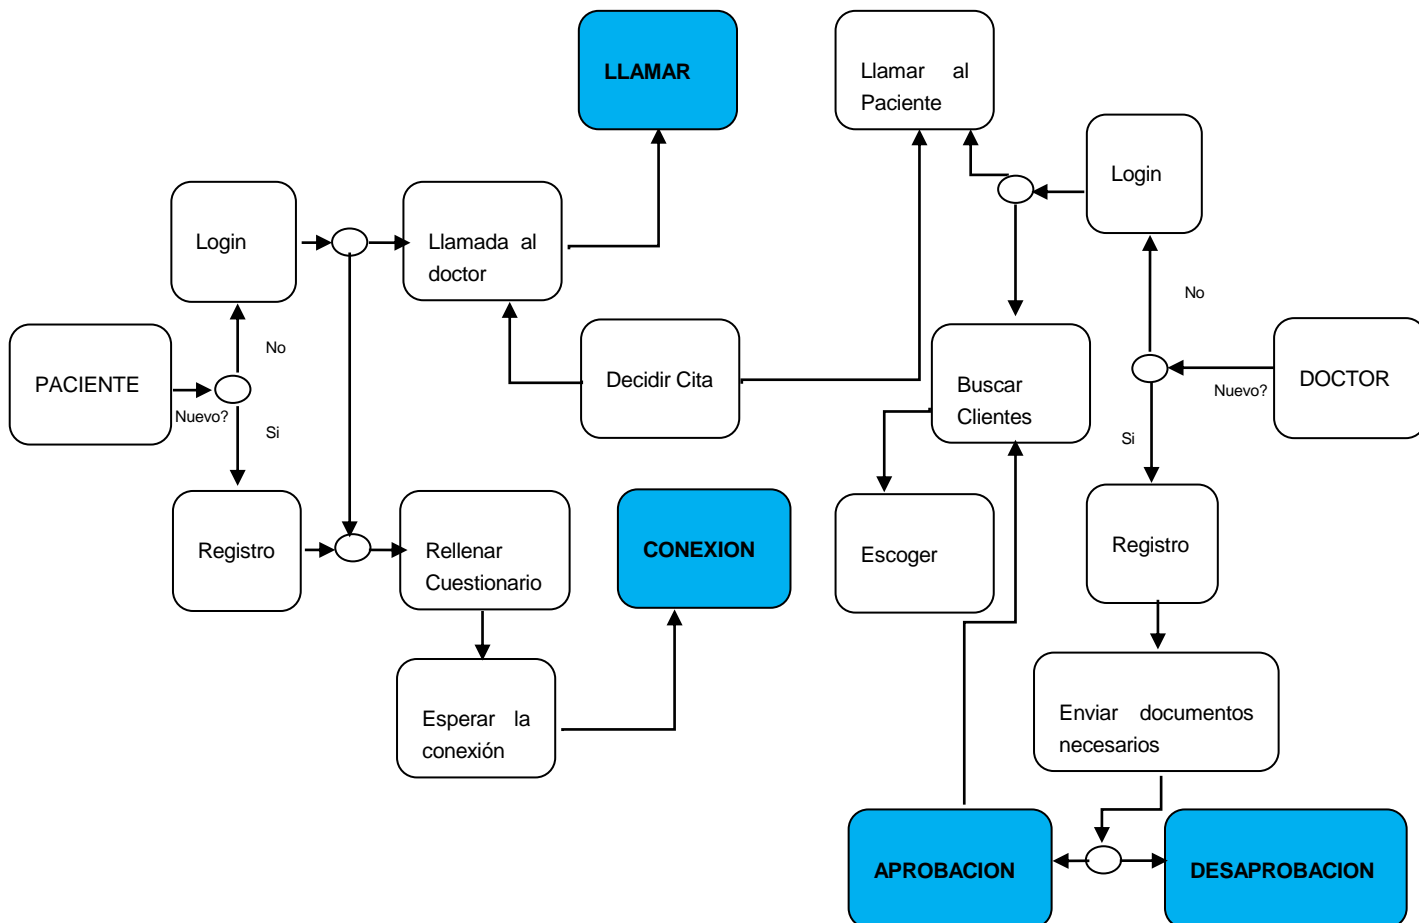 LLAMAR
Llamar al
Paciente
Login
Login
Llamada al
doctor
No
No
PACIENTE
Nuevo?
Si
Decidir Cita
Buscar
Clientes
DOCTOR
Nuevo?
Si
Registro
Rellenar
Cuestionario
CONEXION
Escoger
Registro
Esperar la
conexión
Enviar documentos
necesarios
APROBACION
DESAPROBACION